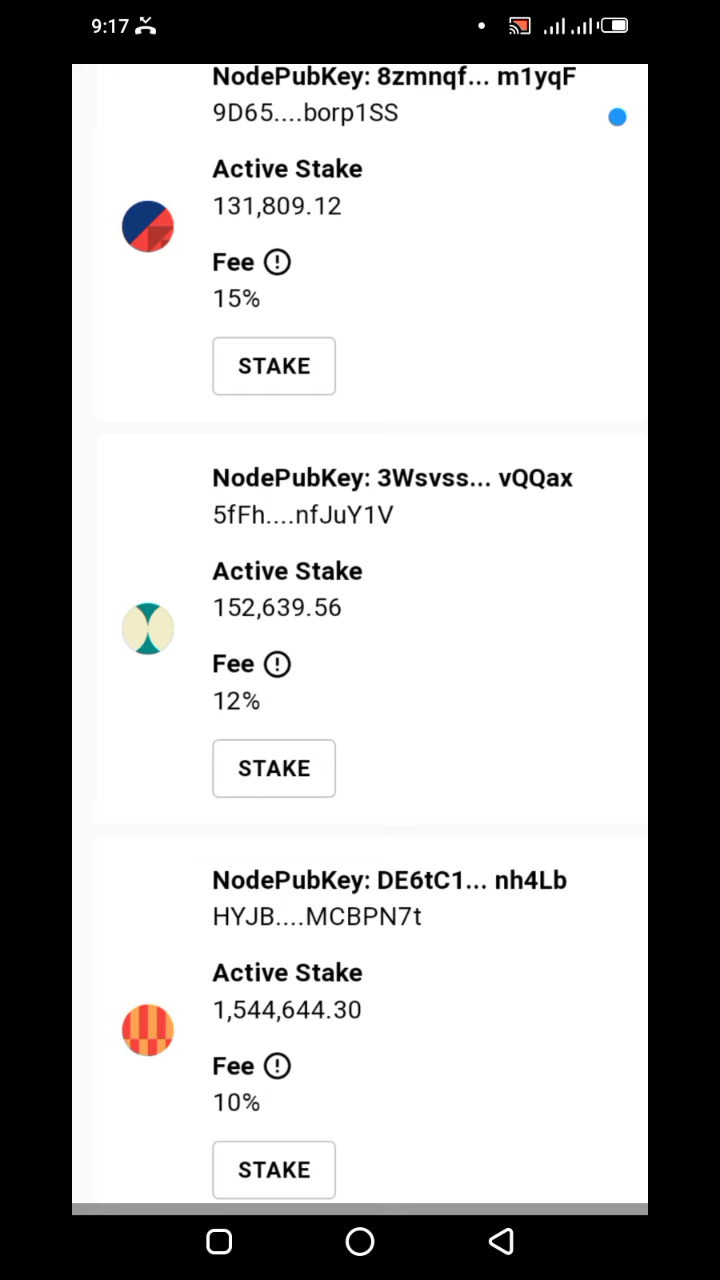 9:17
NodePubKey: 8zmnqf... m1yqF
9D65....borp1SS
Active Stake
131,809.12
Fee
15%
STAKE
NodePubKey: 3Wsvss... vQQax
5fFh....nfJuY1V
Active Stake
152,639.56
Fee
12%
STAKE
NodePubKey: DE6tC1... nh4Lb
HYJB....MCBPN7t
Active Stake
1,544,644.30
Fee
10%
STAKE